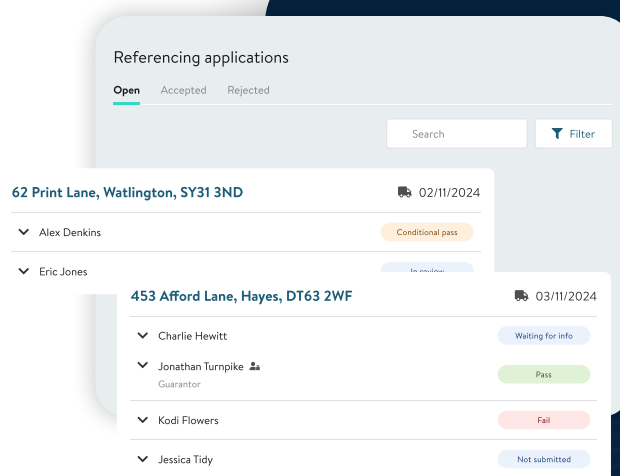 Referencing applications
Open Accepted Rejected
Search Filter
62 Print Lane, Watlington, SY31 3ND 02/11/2024
Alex Denkins Conditional pass
Eric Jones In review
453 Afford Lane, Hayes, DT63 2WF 03/11/2024
Charlie Hewitt Waiting for info
Jonathan Turnpike
Guarantor
Pass
Kodi Flowers Fail
Jessica Tidy Not submitted